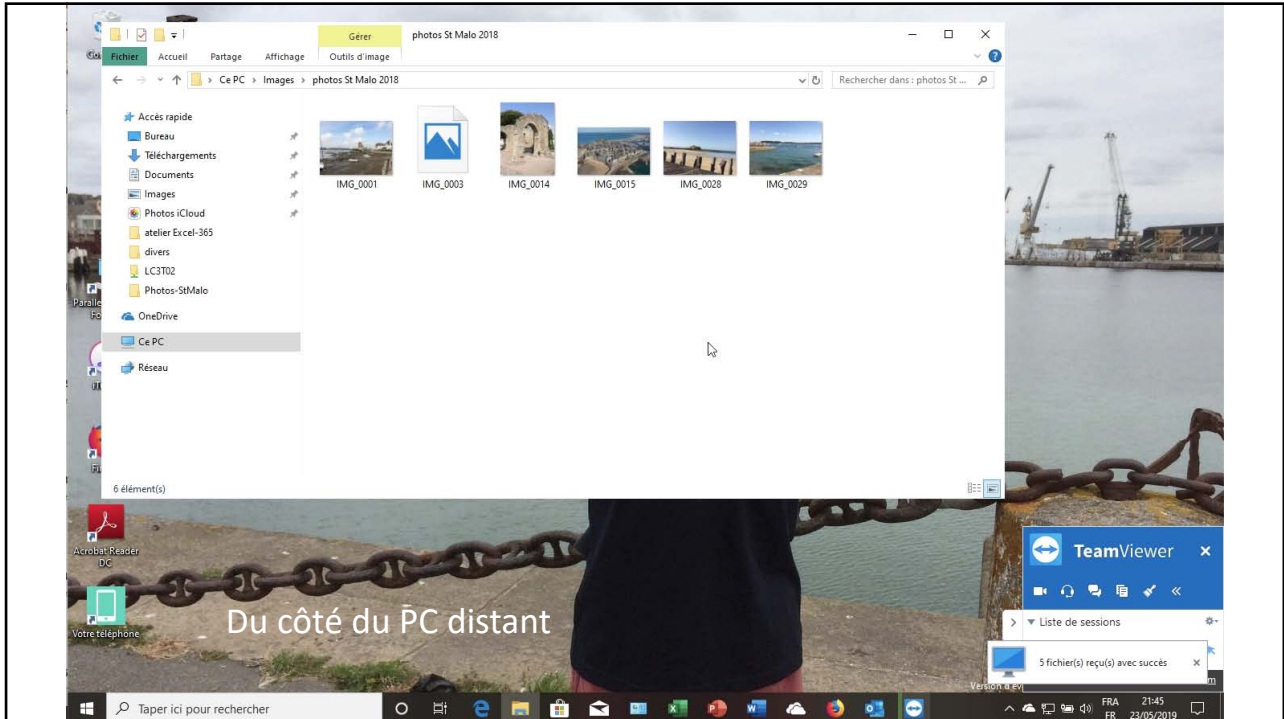 Gérer
photos St Malo 2018
Fichier Accueil Partage Affichage Outils d'image
Ce PC > Images > photos St Malo 2018
Rechercher dans : photos St ...
Accès rapide
Bureau
Téléchargements
Documents
Images
Photos iCloud
atelier Excel-365
divers
LC3T02
Photos-StMalo
OneDrive
Ce PC
Réseau
IMG_0001 IMG_0003 IMG_0014 IMG_0015 IMG_0028 IMG_0029
6 élément(s)
Acrobat Reader
DC
Votre téléphone
Du côté du PC distant
TeamViewer
Liste de sessions
5 fichier(s) reçu(s) avec succès
Taper ici pour rechercher
FRA
FR
21:45
23/05/2019